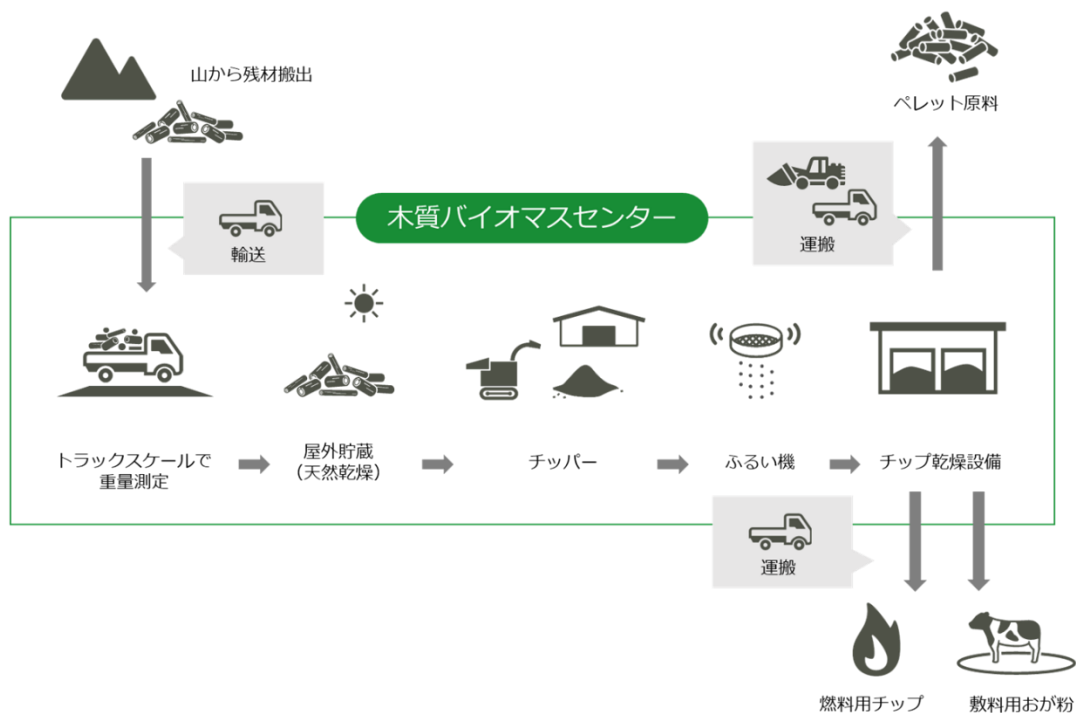 山から残材搬出
ペレット原料
木質バイオマスセンター
輸送
運搬
トラックスケールで
重量測定
屋外貯蔵
（天然乾燥）
チッパー
ふるい機
チップ乾燥設備
運搬
燃料用チップ
敷料用おが粉